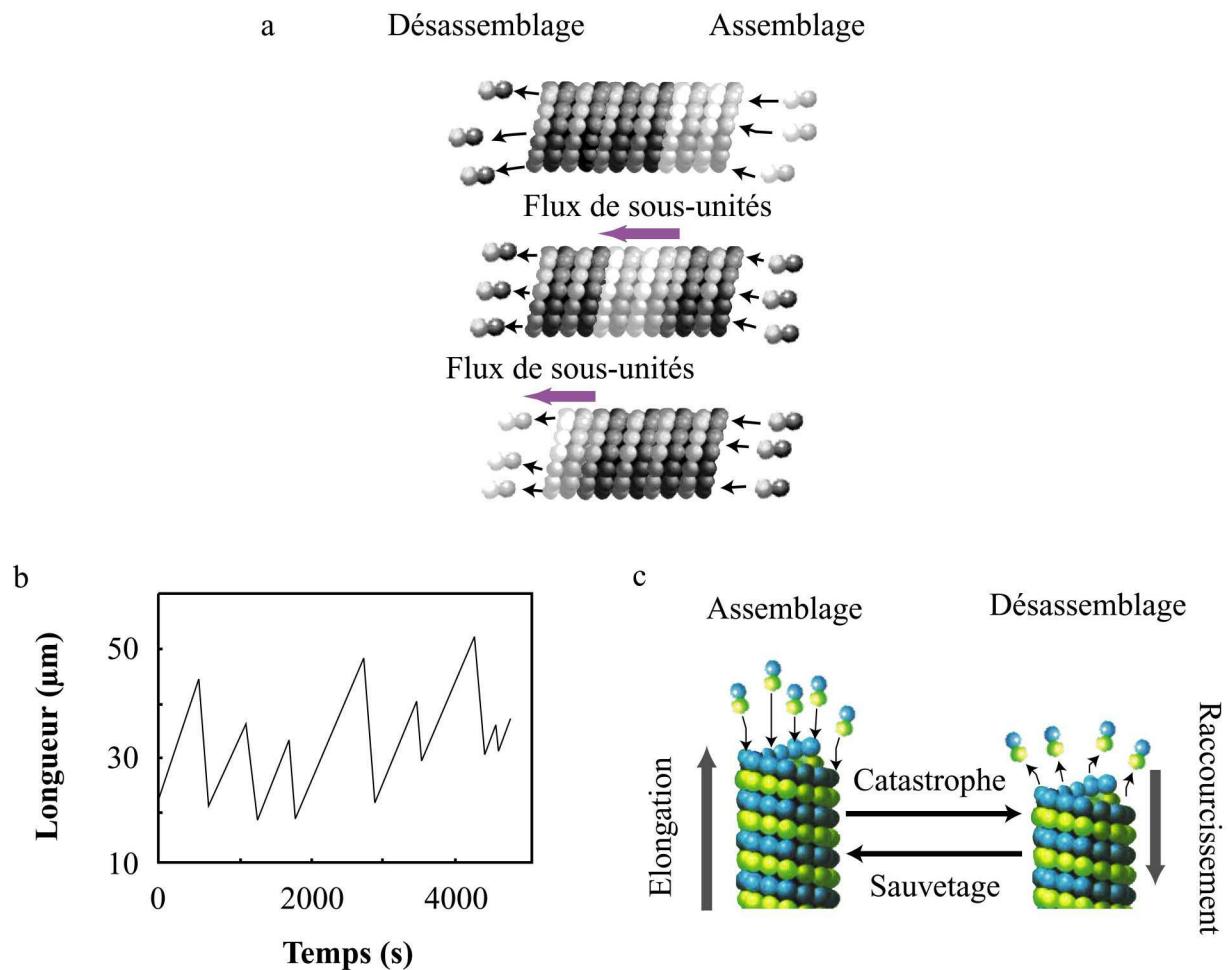 a
Désassemblage
Assemblage
Flux de sous-unités
Flux de sous-unités
b
Longueur (µm)
50
30
10
0
2000
4000
Temps (s)
c
Assemblage
Désassemblage
Elongation
Catastrophe
Sauvetage
Raccourcissement